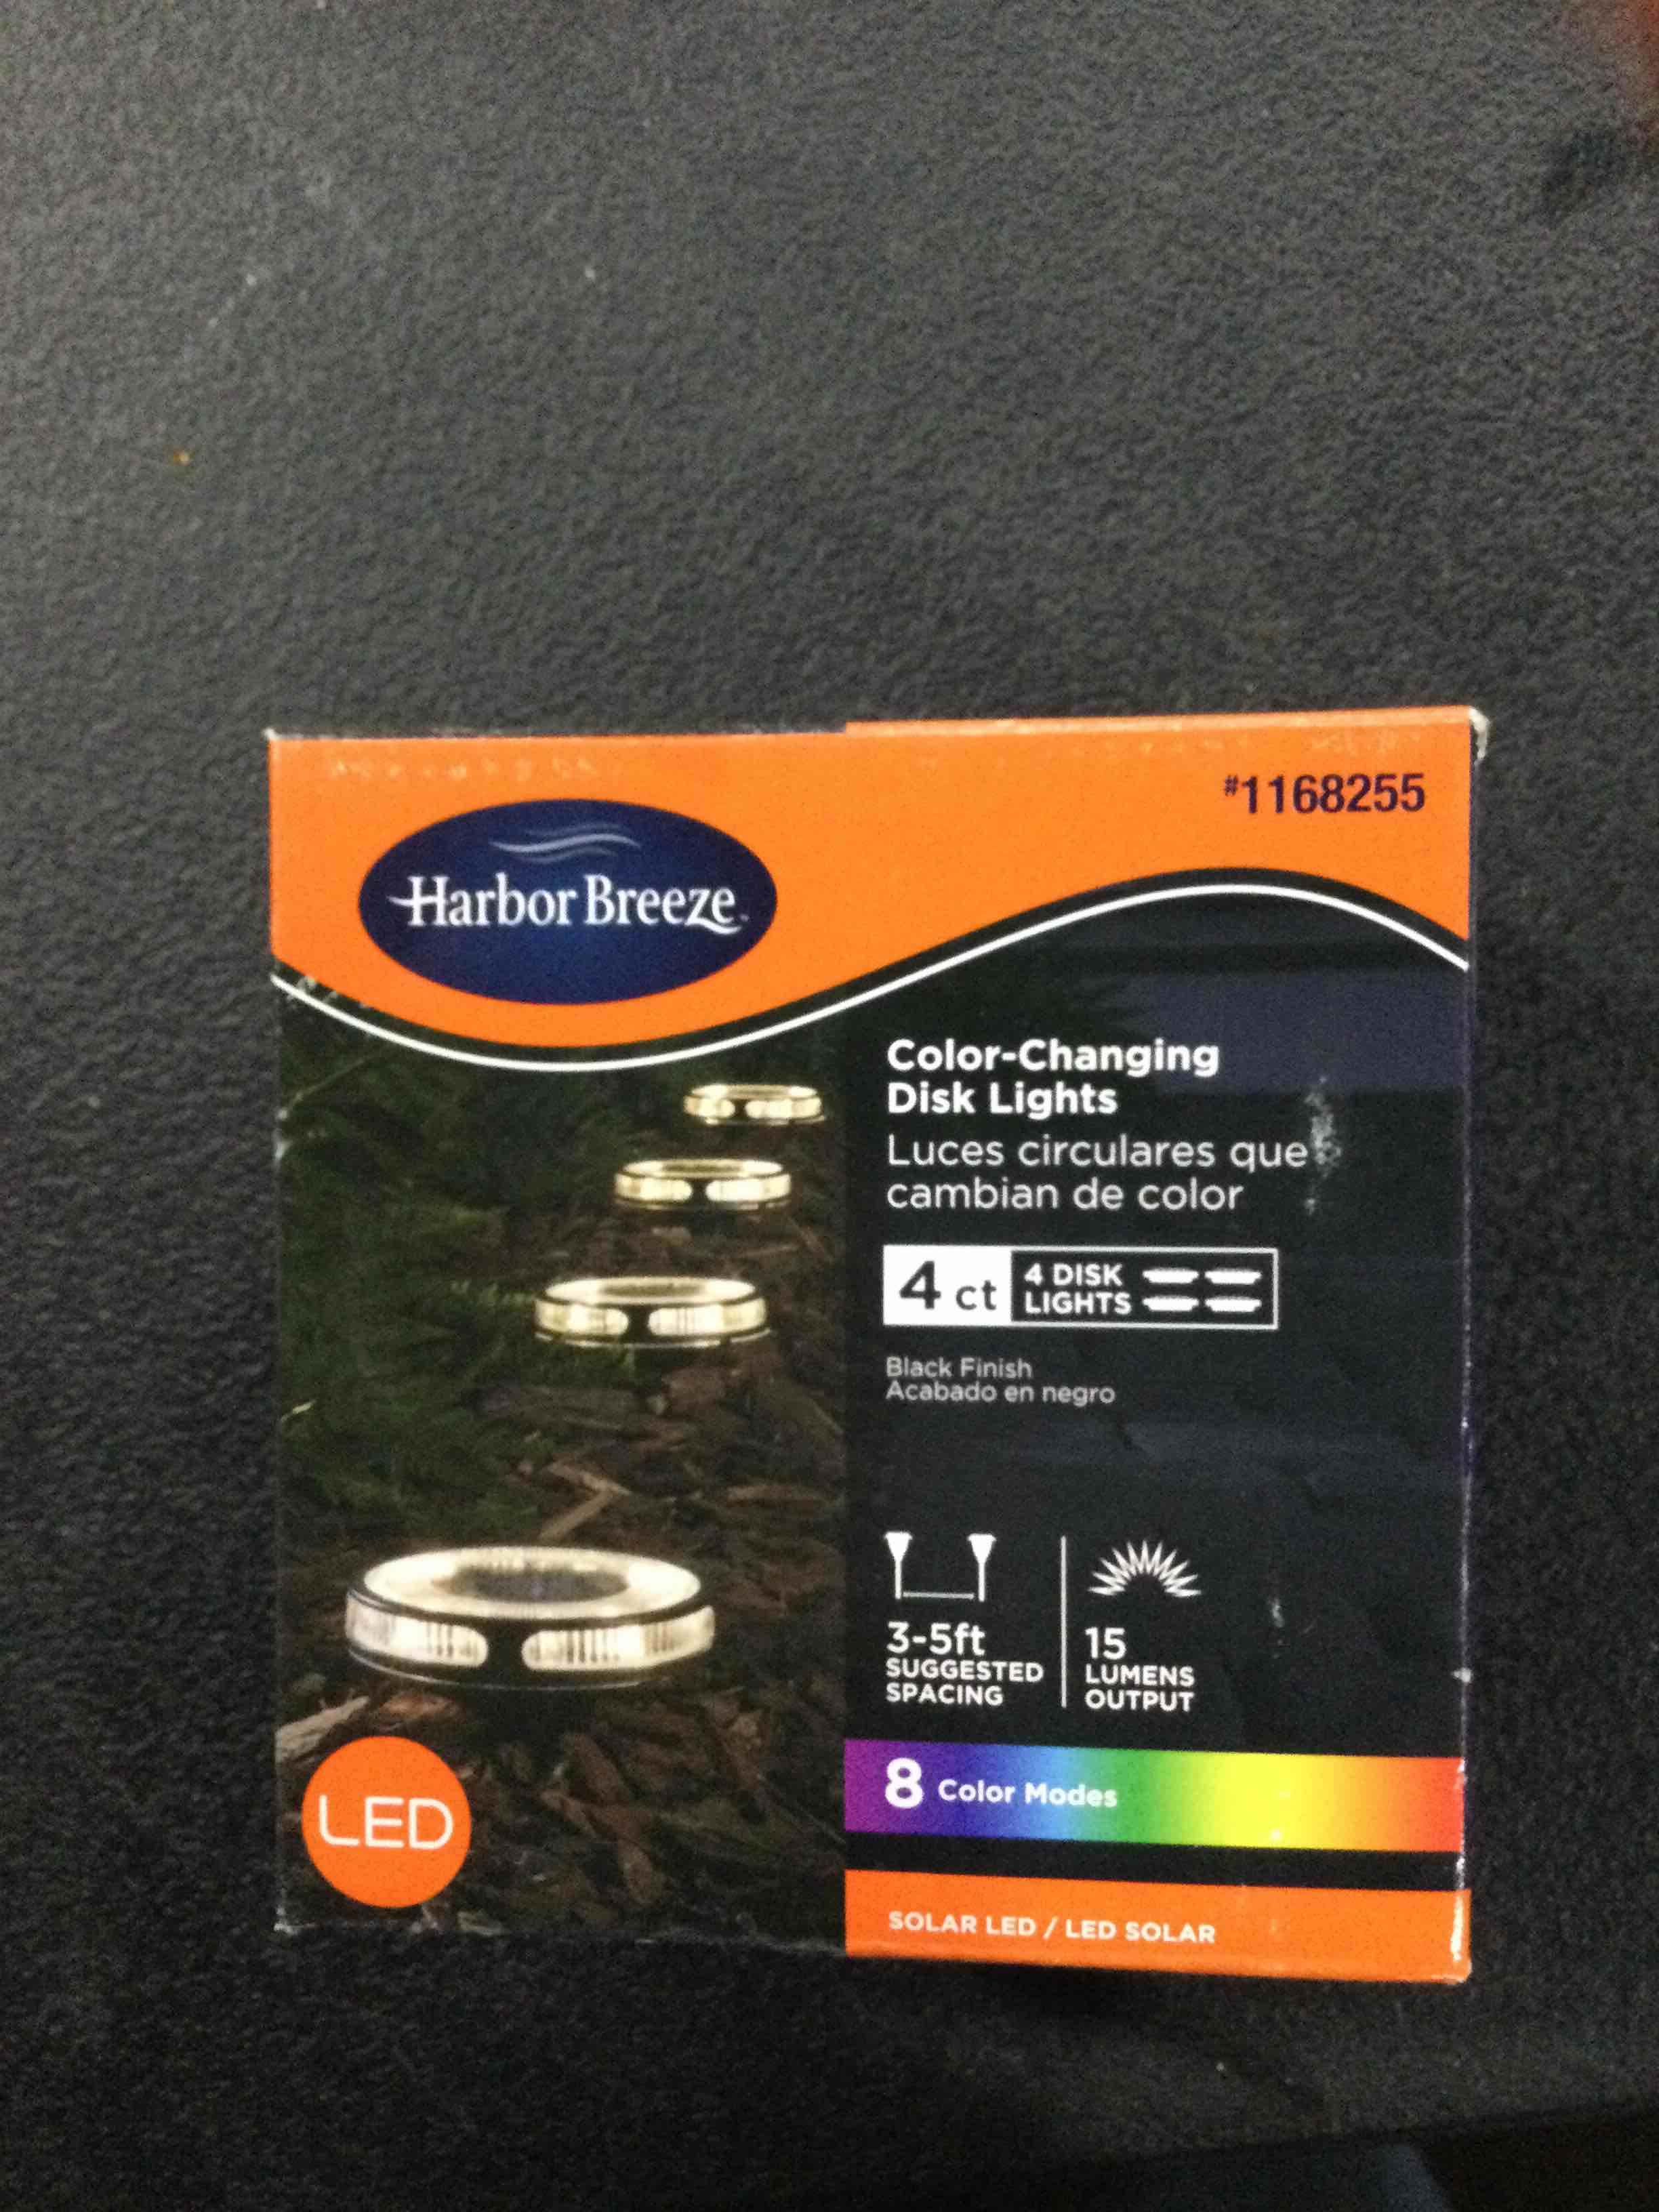 #1168255
Harbor Breeze
Color-Changing
Disk Lights
Luces circulares que
cambian de color
4 ct
4 DISK
LIGHTS
Black Finish
Acabado en negro
3-5ft
SUGGESTED
SPACING
15
LUMENS
OUTPUT
8 Color Modes
LED
SOLAR LED / LED SOLAR